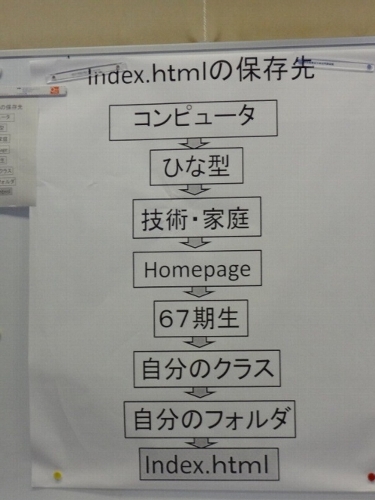 Index.htmlの保存先
コンピュータ
ひな型
技術・家庭
Homepage
67期生
自分のクラス
自分のフォルダ
Index.html